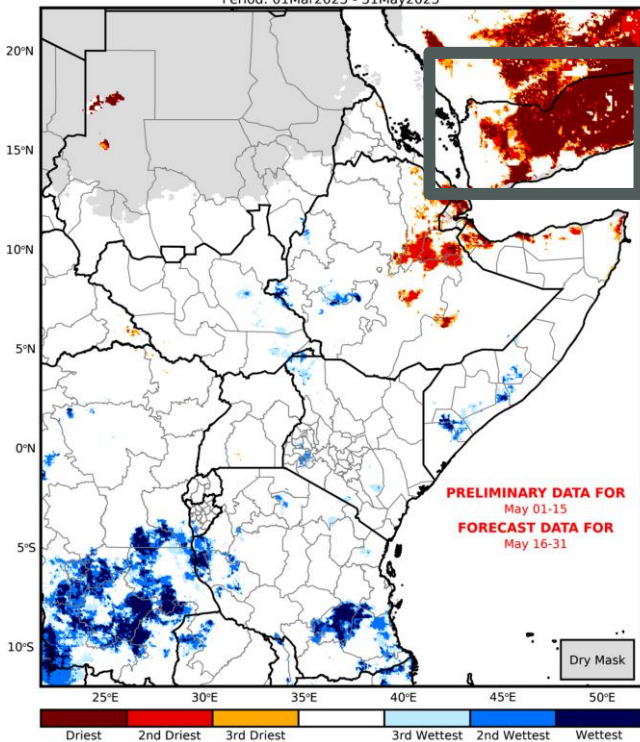 Period: 01Mar2025 - 31May2025
20°N
15°N
10°N
5°N
0°N
5°S
10°S
PRELIMINARY DATA FOR
May 01-15
FORECAST DATA FOR
May 16-31
Dry Mask
25°E 30°E 35°E 40°E 45°E 50°E
Driest 2nd Driest 3rd Driest 3rd Wettest 2nd Wettest Wettest